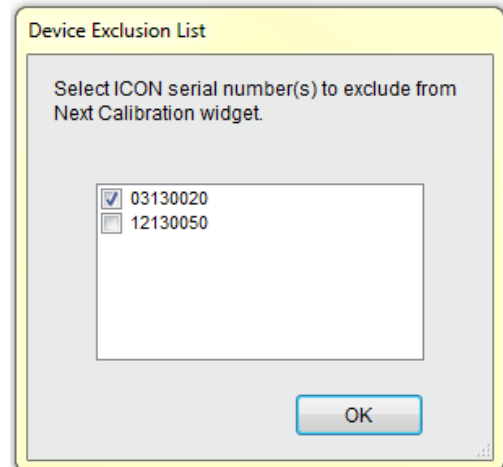 Device Exclusion List
Select ICON serial number(s) to exclude from
Next Calibration widget.
03130020
12130050
OK